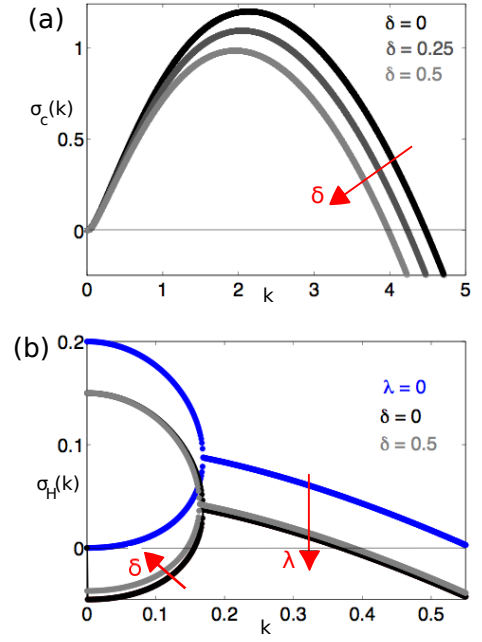 (a)
δ = 0
δ = 0.25
δ = 0.5
1
σc(k)
0.5
δ
0
0 1 2 3 4 5
k
(b)
0.2
λ = 0
δ = 0
δ = 0.5
0.1
σH(k)
δ
λ
0
0 0.1 0.2 0.3 0.4 0.5
k